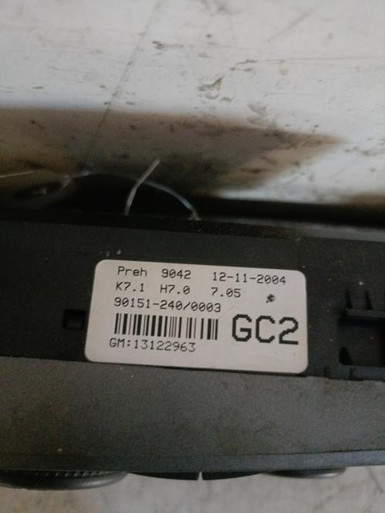 Preh 9042 12-11-2004
K7.1 H7.0 7.05
90151-240/0003
GC2
GM:13122963